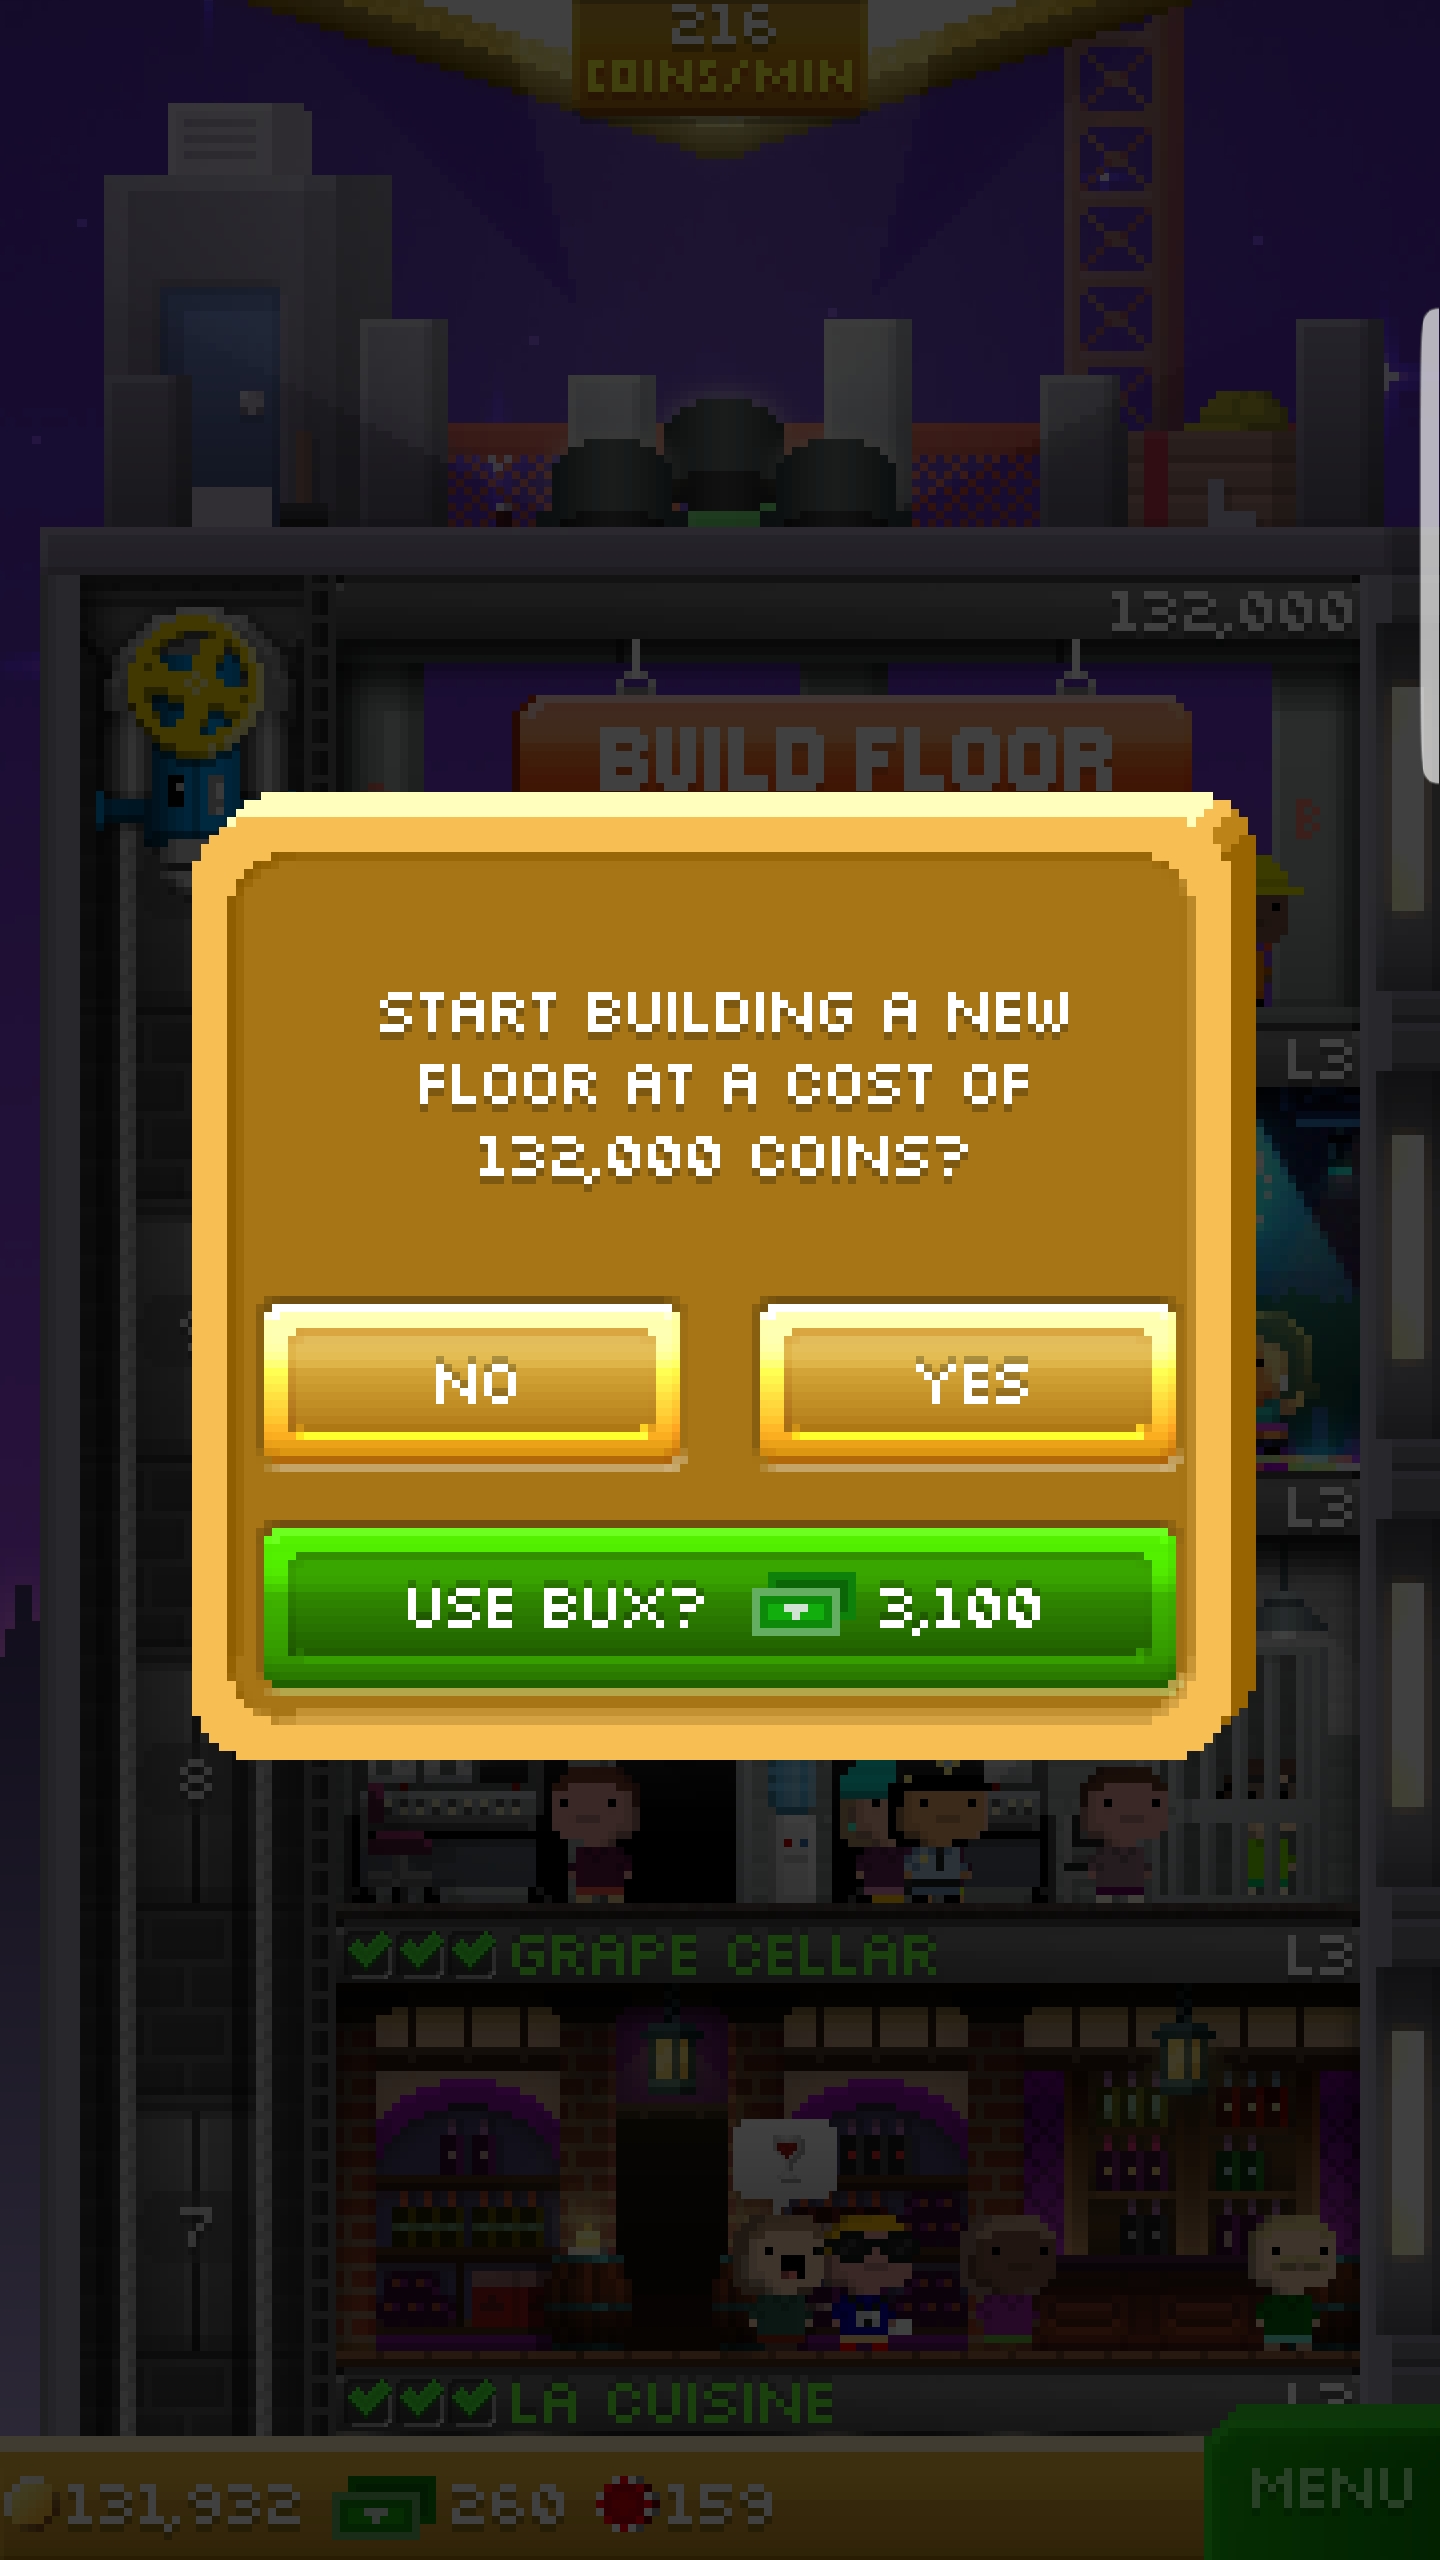 216
COINS/MIN
132,000
BUILD FLOOR
B
START BUILDING A NEW
FLOOR AT A COST OF
132,000 COINS?
L3
NO
YES
L3
USE BUX? 3,100
8
GRAPE CELLAR L3
7
LA CUISINE L3
131,932 260 159
MENU